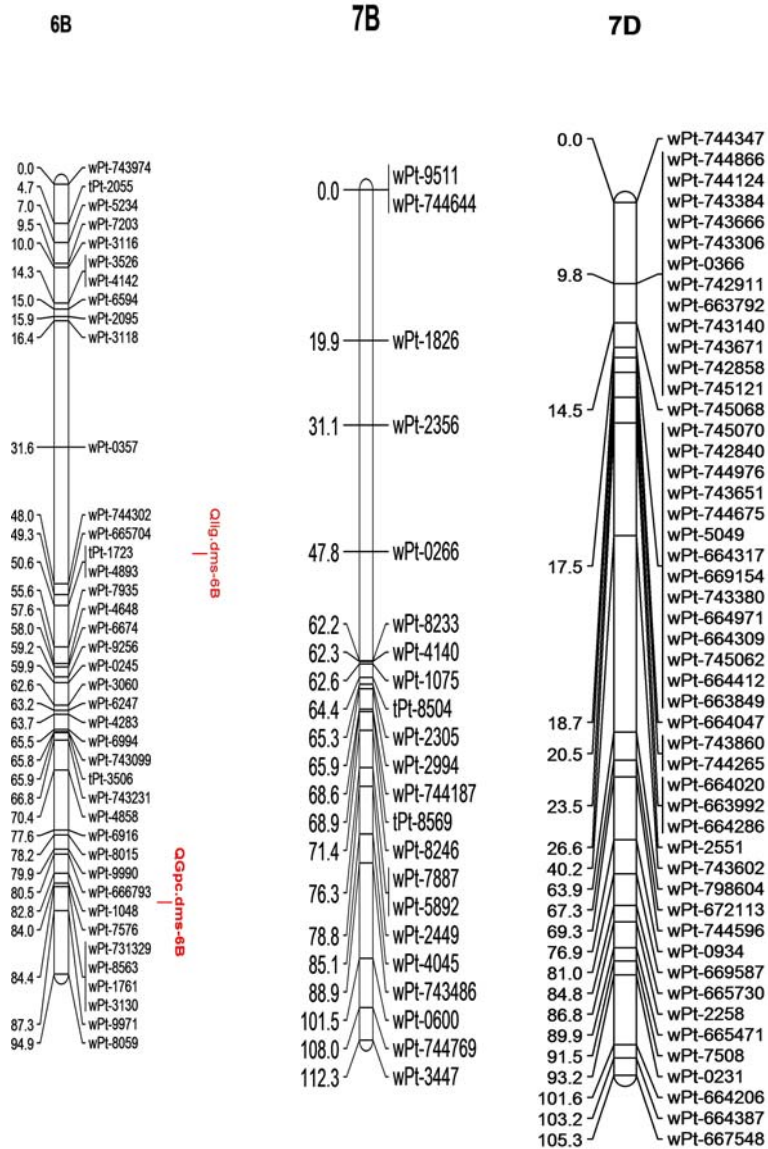 6B
0.0 wPt-743974
4.7 tPt-2055
7.0 wPt-5234
9.5 wPt-7203
10.0 wPt-3116
14.3 wPt-3526
wPt-4142
15.0 wPt-6594
15.9 wPt-2095
16.4 wPt-3118
31.6 wPt-0357
48.0 wPt-744302
49.3 wPt-665704
50.6 tPt-1723
wPt-4893
55.6 wPt-7935
57.6 wPt-4648
58.0 wPt-6674
59.2 wPt-9256
59.9 wPt-0245
62.6 wPt-3060
63.2 wPt-6247
63.7 wPt-4283
65.5 wPt-6994
65.8 wPt-743099
65.9 tPt-3506
66.8 wPt-743231
70.4 wPt-4858
77.6 wPt-6916
78.2 wPt-8015
79.9 wPt-9990
80.5 wPt-666793
82.8 wPt-1048
84.0 wPt-7576
84.4 wPt-731329
wPt-8563
wPt-1761
wPt-3130
87.3 wPt-9971
94.9 wPt-8059
QIlg.dms-6B
QGpc.dms-6B
7B
0.0 wPt-9511
wPt-744644
19.9 wPt-1826
31.1 wPt-2356
47.8 wPt-0266
62.2 wPt-8233
62.3 wPt-4140
62.6 wPt-1075
64.4 tPt-8504
65.3 wPt-2305
65.9 wPt-2994
68.6 wPt-744187
68.9 tPt-8569
71.4 wPt-8246
76.3 wPt-7887
wPt-5892
78.8 wPt-2449
85.1 wPt-4045
88.9 wPt-743486
101.5 wPt-0600
108.0 wPt-744769
112.3 wPt-3447
7D
0.0 wPt-744347
9.8 wPt-744866
wPt-744124
wPt-743384
wPt-743666
wPt-743306
wPt-0366
wPt-742911
wPt-663792
wPt-743140
wPt-743671
wPt-742858
wPt-745121
14.5 wPt-745068
17.5 wPt-745070
wPt-742840
wPt-744976
wPt-743651
wPt-744675
wPt-5049
wPt-664317
wPt-669154
wPt-743380
wPt-664971
wPt-664309
wPt-745062
wPt-664412
wPt-663849
18.7 wPt-664047
20.5 wPt-743860
wPt-744265
23.5 wPt-664020
wPt-663992
wPt-664286
26.6 wPt-2551
40.2 wPt-743602
63.9 wPt-798604
67.3 wPt-672113
69.3 wPt-744596
76.9 wPt-0934
81.0 wPt-669587
84.8 wPt-665730
86.8 wPt-2258
89.9 wPt-665471
91.5 wPt-7508
93.2 wPt-0231
101.6 wPt-664206
103.2 wPt-664387
105.3 wPt-667548